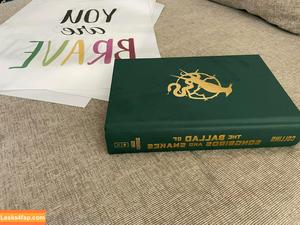 YOU
are
BRAVE
COLLINS
THE BALLAD OF
SONGBIRDS AND SNAKES
Leaks4fap.com